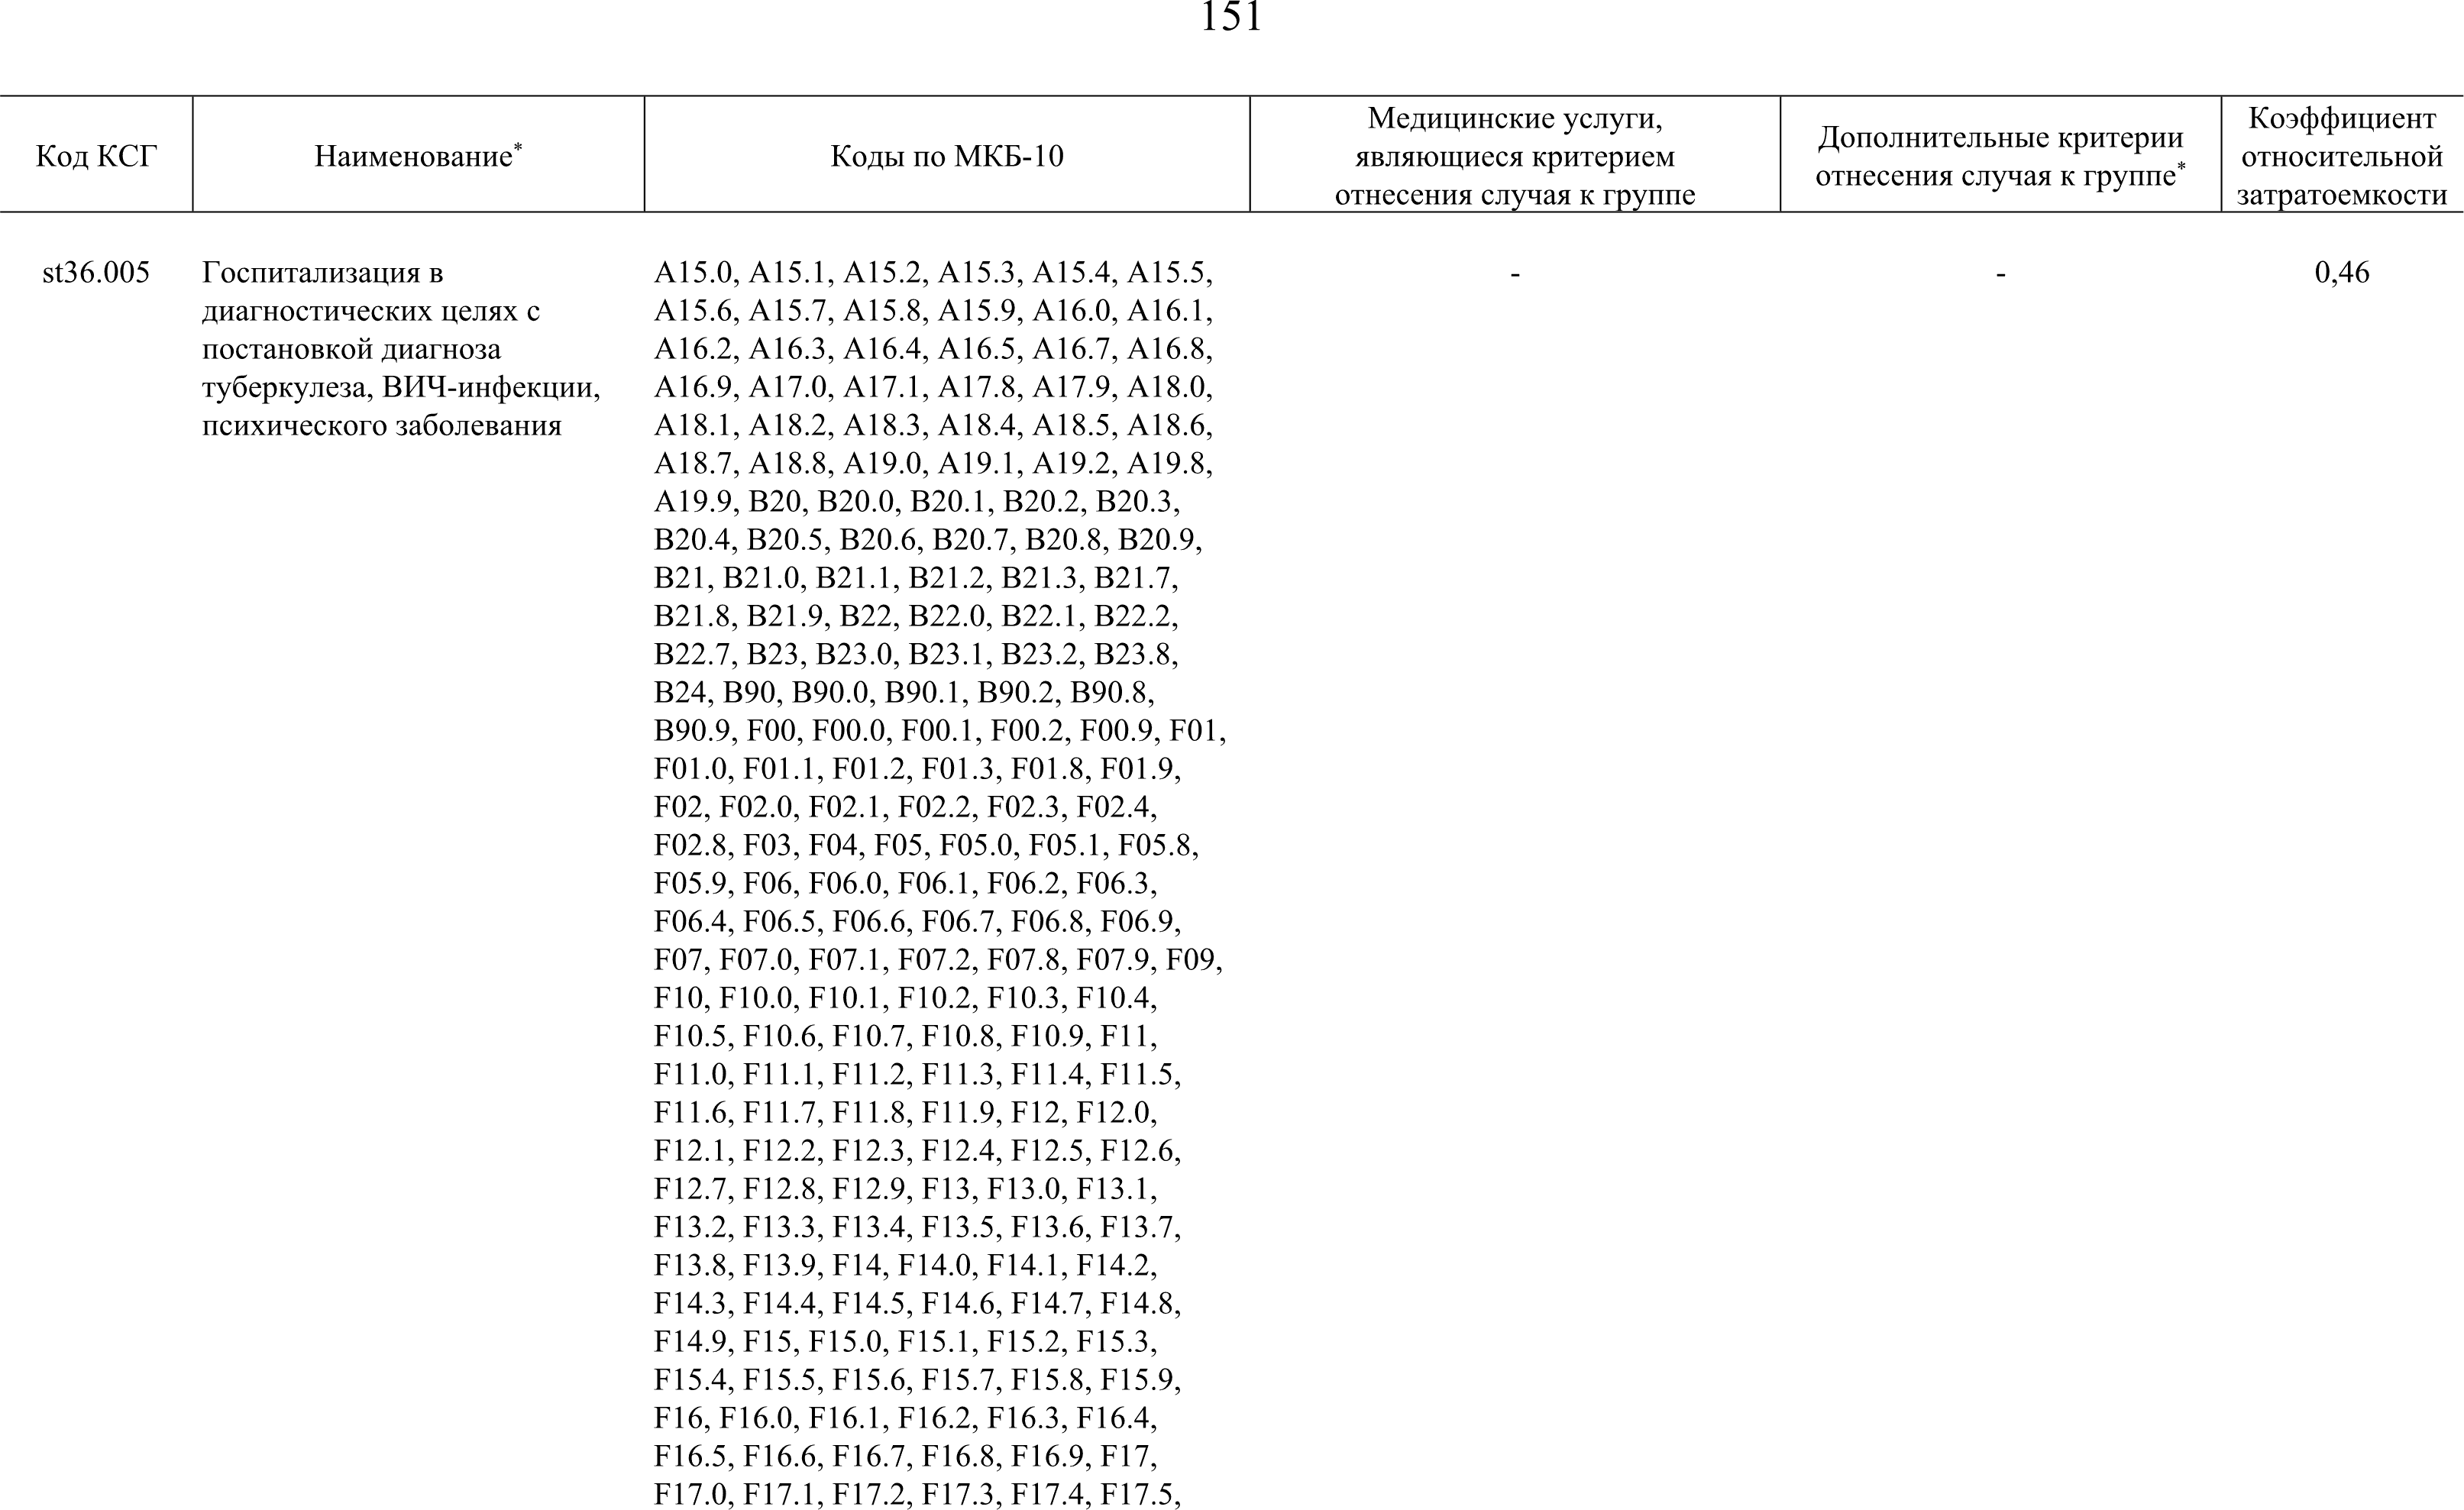 151
Код КСГ
Наименование*
Коды по МКБ-10
Медицинские услуги,
являющиеся критерием
отнесения случая к группе
Дополнительные критерии
отнесения случая к группе*
Коэффициент
относительной
затратоемкости
st36.005
Госпитализация в
диагностических целях с
постановкой диагноза
туберкулеза, ВИЧ-инфекции,
психического заболевания
A15.0, A15.1, A15.2, A15.3, A15.4, A15.5,
A15.6, A15.7, A15.8, A15.9, A16.0, A16.1,
A16.2, A16.3, A16.4, A16.5, A16.7, A16.8,
A16.9, A17.0, A17.1, A17.8, A17.9, A18.0,
A18.1, A18.2, A18.3, A18.4, A18.5, A18.6,
A18.7, A18.8, A19.0, A19.1, A19.2, A19.8,
A19.9, B20, B20.0, B20.1, B20.2, B20.3,
B20.4, B20.5, B20.6, B20.7, B20.8, B20.9,
B21, B21.0, B21.1, B21.2, B21.3, B21.7,
B21.8, B21.9, B22, B22.0, B22.1, B22.2,
B22.7, B23, B23.0, B23.1, B23.2, B23.8,
B24, B90, B90.0, B90.1, B90.2, B90.8,
B90.9, F00, F00.0, F00.1, F00.2, F00.9, F01,
F01.0, F01.1, F01.2, F01.3, F01.8, F01.9,
F02, F02.0, F02.1, F02.2, F02.3, F02.4,
F02.8, F03, F04, F05, F05.0, F05.1, F05.8,
F05.9, F06, F06.0, F06.1, F06.2, F06.3,
F06.4, F06.5, F06.6, F06.7, F06.8, F06.9,
F07, F07.0, F07.1, F07.2, F07.8, F07.9, F09,
F10, F10.0, F10.1, F10.2, F10.3, F10.4,
F10.5, F10.6, F10.7, F10.8, F10.9, F11,
F11.0, F11.1, F11.2, F11.3, F11.4, F11.5,
F11.6, F11.7, F11.8, F11.9, F12, F12.0,
F12.1, F12.2, F12.3, F12.4, F12.5, F12.6,
F12.7, F12.8, F12.9, F13, F13.0, F13.1,
F13.2, F13.3, F13.4, F13.5, F13.6, F13.7,
F13.8, F13.9, F14, F14.0, F14.1, F14.2,
F14.3, F14.4, F14.5, F14.6, F14.7, F14.8,
F14.9, F15, F15.0, F15.1, F15.2, F15.3,
F15.4, F15.5, F15.6, F15.7, F15.8, F15.9,
F16, F16.0, F16.1, F16.2, F16.3, F16.4,
F16.5, F16.6, F16.7, F16.8, F16.9, F17,
F17.0, F17.1, F17.2, F17.3, F17.4, F17.5,
-
-
0,46